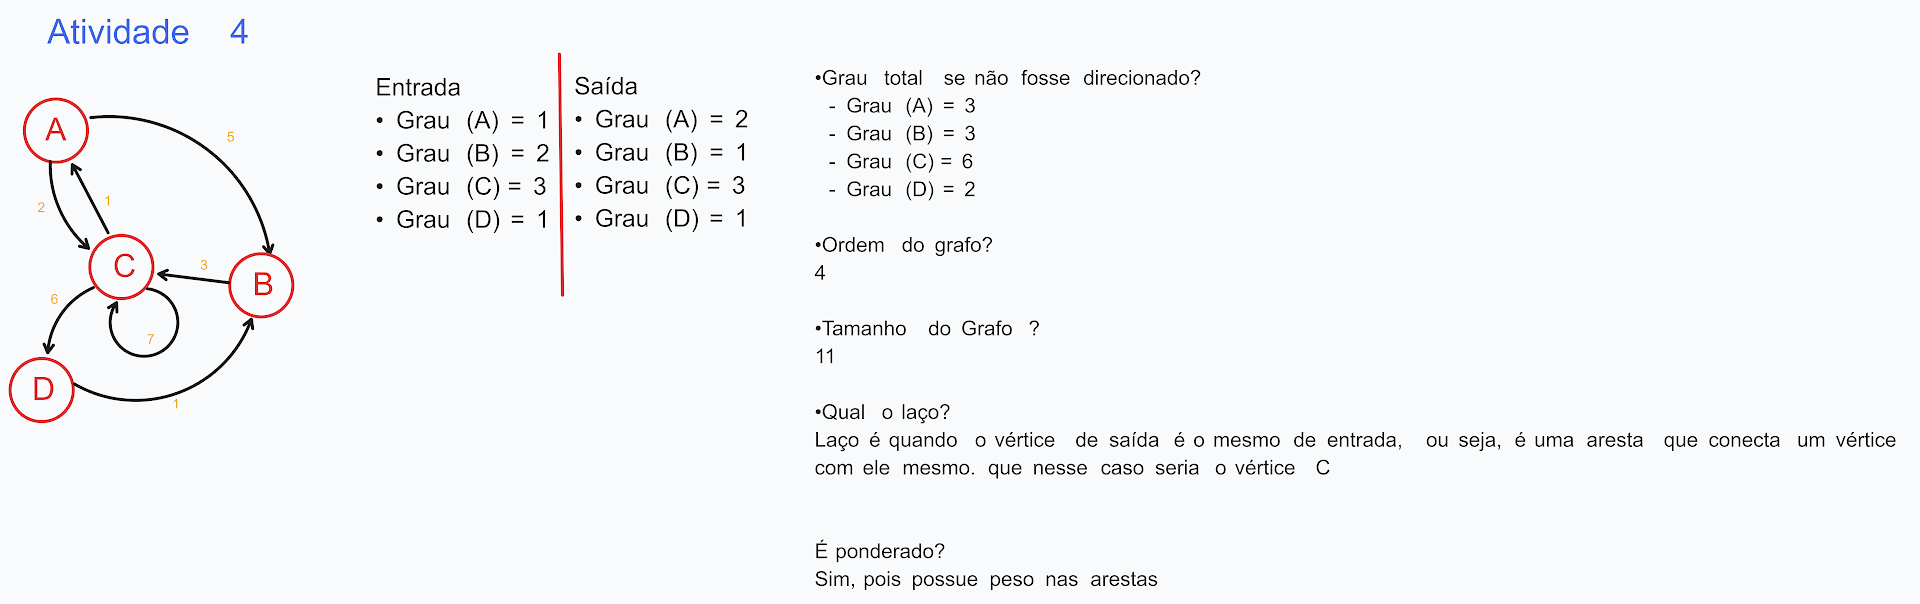 Atividade 4
A
5
2
1
C
3
B
6
7
D
1
Entrada
• Grau (A) = 1
• Grau (B) = 2
• Grau (C) = 3
• Grau (D) = 1
Saída
• Grau (A) = 2
• Grau (B) = 1
• Grau (C) = 3
• Grau (D) = 1
•Grau total se não fosse direcionado?
- Grau (A) = 3
- Grau (B) = 3
- Grau (C) = 6
- Grau (D) = 2
•Ordem do grafo?
4
•Tamanho do Grafo ?
11
•Qual o laço?
Laço é quando o vértice de saída é o mesmo de entrada, ou seja, é uma aresta que conecta um vértice
com ele mesmo. que nesse caso seria o vértice C
É ponderado?
Sim, pois possue peso nas arestas